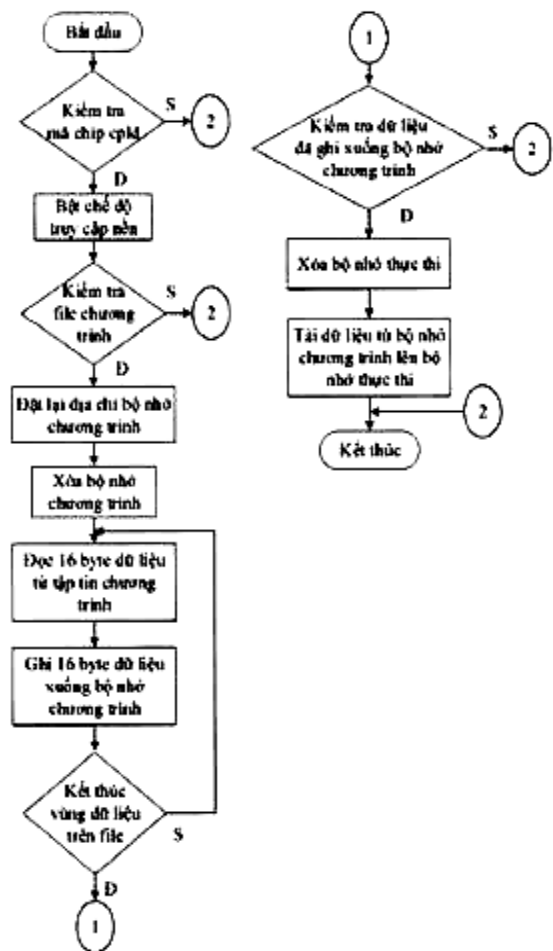 Bắt đầu
Kiểm tra
mã chip cpld
S
2
Đ
Bật chế độ
truy cập nền
Kiểm tra
file chương
trình
S
2
Đ
Đặt lại địa chỉ bộ nhớ
chương trình
Xóa bộ nhớ
chương trình
Đọc 16 byte dữ liệu
từ tập tin chương
trình
Ghi 16 byte dữ liệu
xuống bộ nhớ
chương trình
Kết thúc
vùng dữ liệu
trên file
S
Đ
1
1
Kiểm tra dữ liệu
đã ghi xuống bộ nhớ
chương trình
S
2
Đ
Xóa bộ nhớ thực thi
Tải dữ liệu từ bộ nhớ
chương trình lên bộ
nhớ thực thi
2
Kết thúc